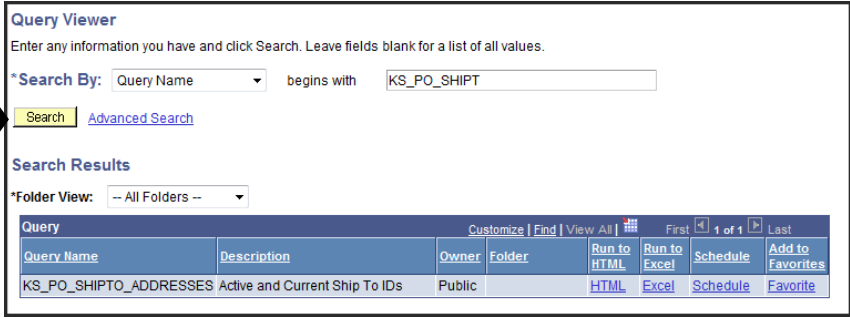 Query Viewer
Enter any information you have and click Search. Leave fields blank for a list of all values.
*Search By: Query Name begins with KS_PO_SHIPT
Search Advanced Search
Search Results
*Folder View: -- All Folders --
Query Customize | Find | View All | First 1 of 1 Last
Query Name Description Owner Folder Run to HTML Run to Excel Schedule Add to Favorites
KS_PO_SHIPTO_ADDRESSES Active and Current Ship To IDs Public HTML Excel Schedule Favorite